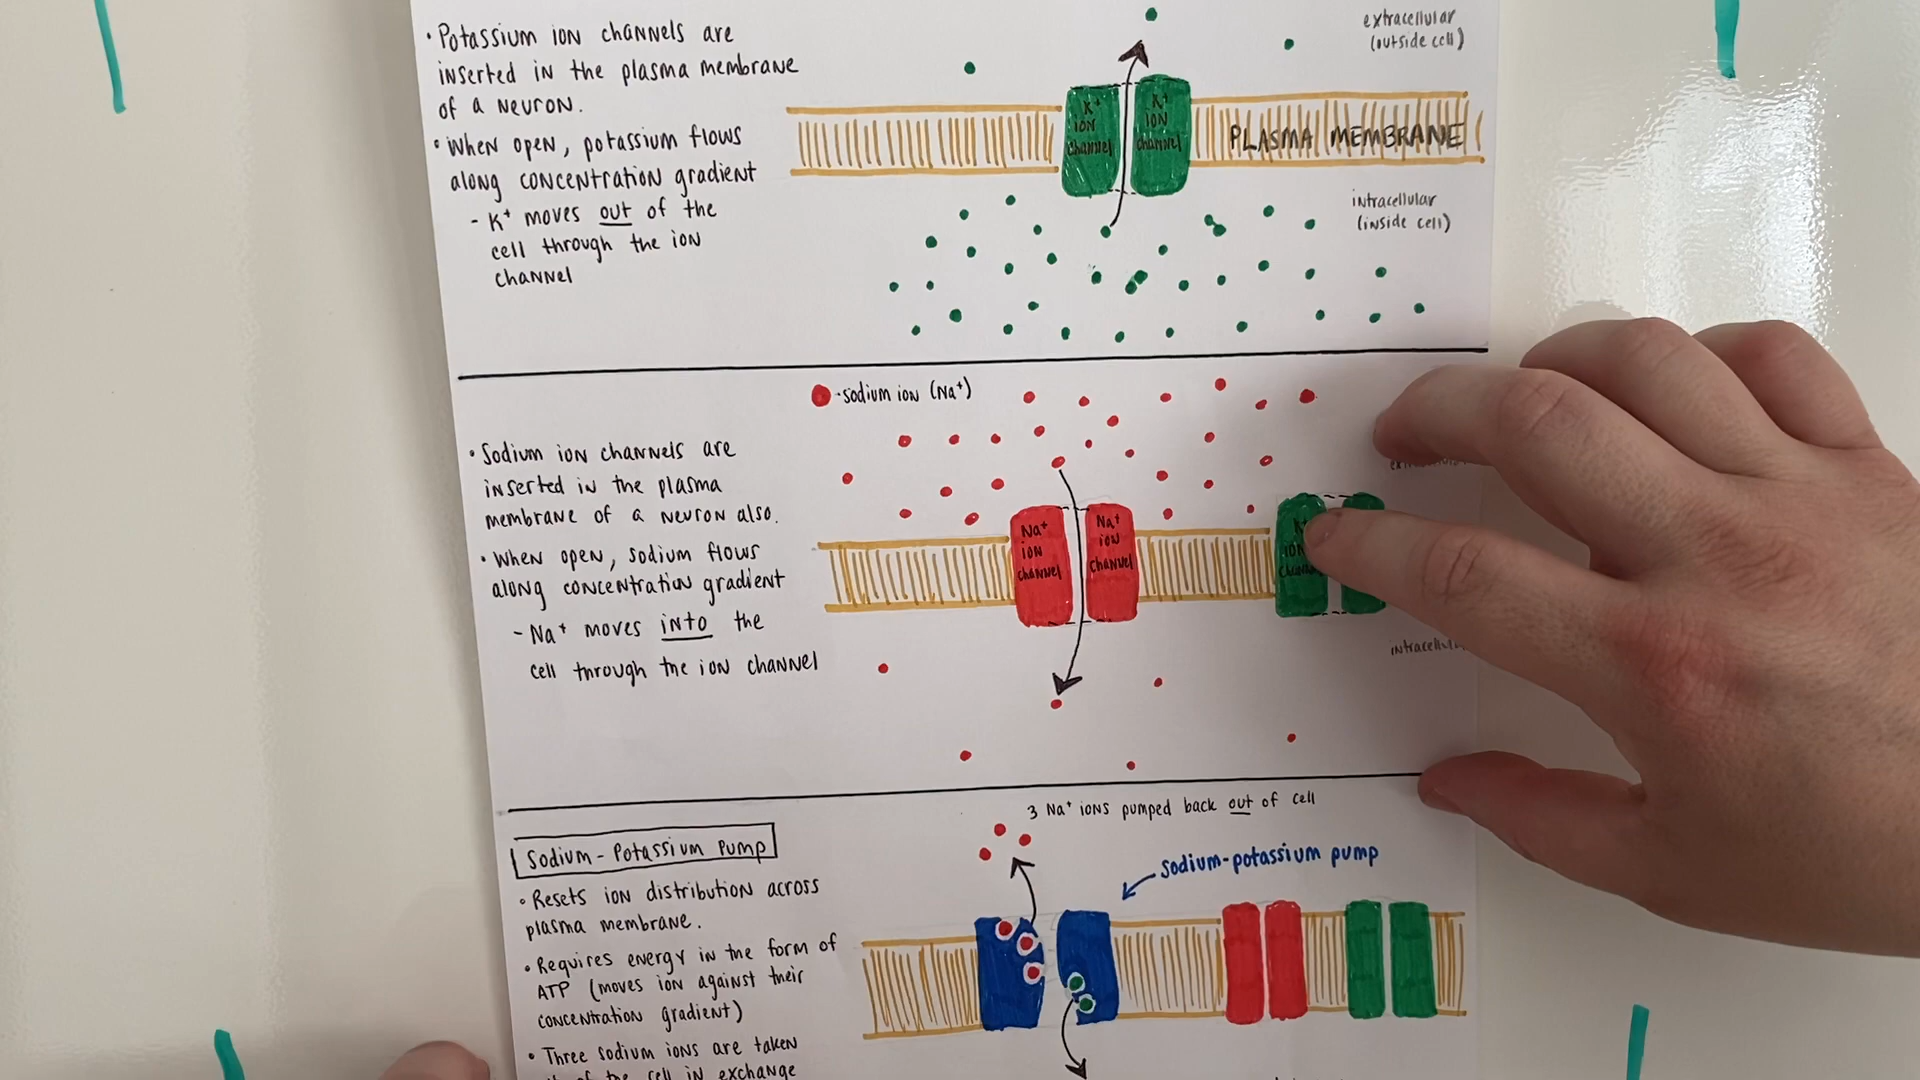 • Potassium ion channels are
inserted in the plasma membrane
of a neuron.
• When open, potassium flows
along concentration gradient
- K+ moves out of the
cell through the ion
channel
extracellular
(outside cell)
K+
ion
channel
K+
ION
channel
PLASMA MEMBRANE
intracellular
(inside cell)
• Sodium ion channels are
inserted in the plasma
membrane of a neuron also.
• When open, sodium flows
along concentration gradient
- Na+ moves into the
cell through the ion channel
- sodium ion (Na+)
Na+
ion
channel
Na+
ion
channel
K+
ion
Sodium-Potassium Pump
• Resets ion distribution across
plasma membrane.
• Requires energy in the form of
ATP (moves ion against their
concentration gradient)
• Three sodium ions are taken
of the cell in exchange
3 Na+ ions pumped back out of cell
sodium-potassium pump